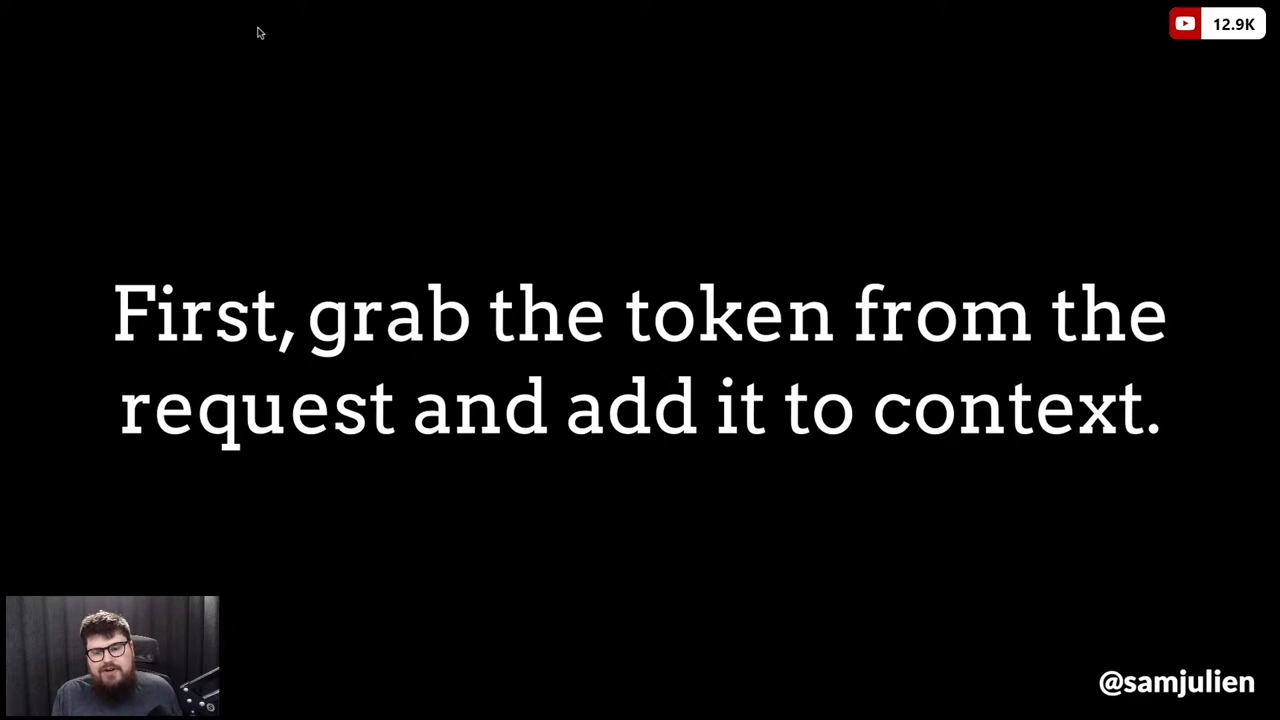 12.9K
First, grab the token from the
request and add it to context.
@samjulien